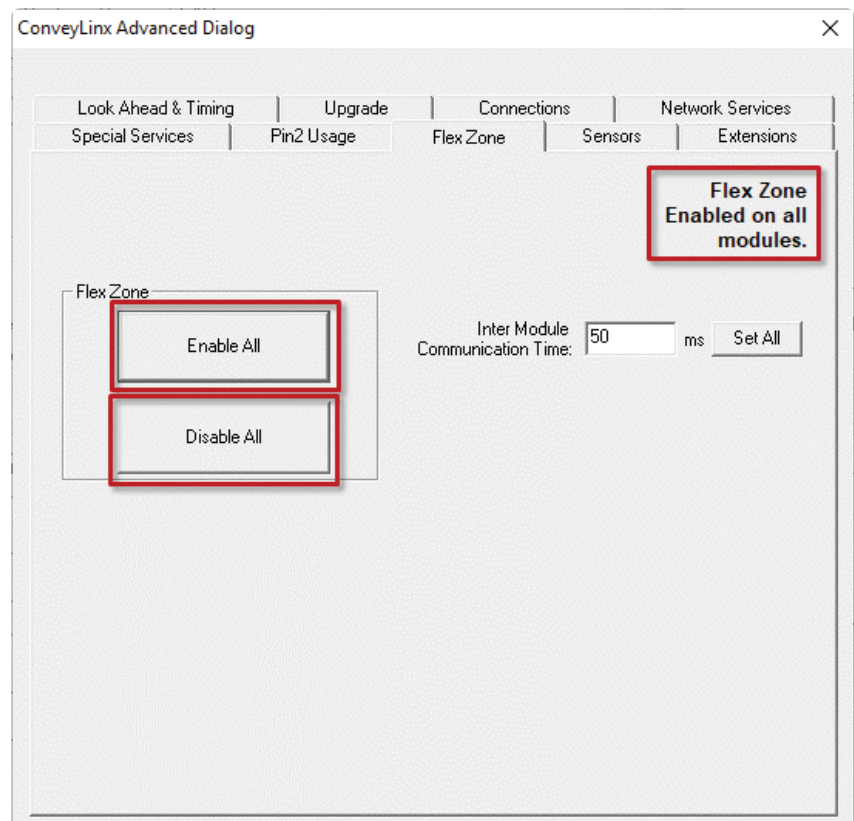 ConveyLinx Advanced Dialog
Look Ahead & Timing
Upgrade
Connections
Network Services
Special Services
Pin2 Usage
Flex Zone
Sensors
Extensions
Flex Zone
Enabled on all
modules.
Flex Zone
Enable All
Disable All
Inter Module
Communication Time:
50
ms
Set All